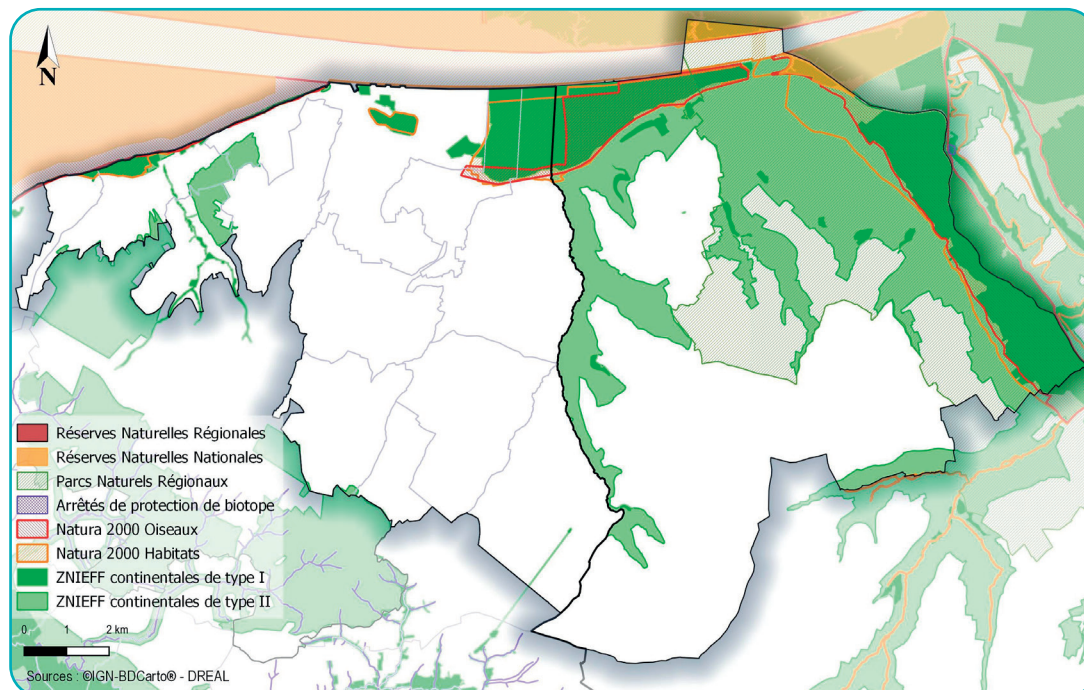 N
Réserves Naturelles Régionales
Réserves Naturelles Nationales
Parcs Naturels Régionaux
Arrêtés de protection de biotope
Natura 2000 Oiseaux
Natura 2000 Habitats
ZNIEFF continentales de type I
ZNIEFF continentales de type II
0 1 2 km
Sources : ©IGN-BDCarto® - DREAL